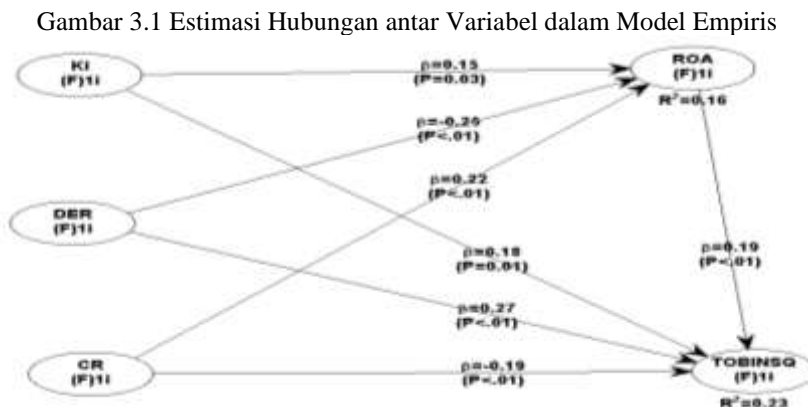 Gambar 3.1 Estimasi Hubungan antar Variabel dalam Model Empiris
KI
(F)1i
β=0.15
(P=0.03)
ROA
(F)1i
R²=0.16
β=-0.26
(P<.01)
β=0.22
(P<.01)
DER
(F)1i
β=0.18
(P=0.01)
β=0.19
(P<.01)
β=0.27
(P<.01)
CR
(F)1i
β=-0.19
(P<.01)
TOBINSQ
(F)1i
R²=0.23